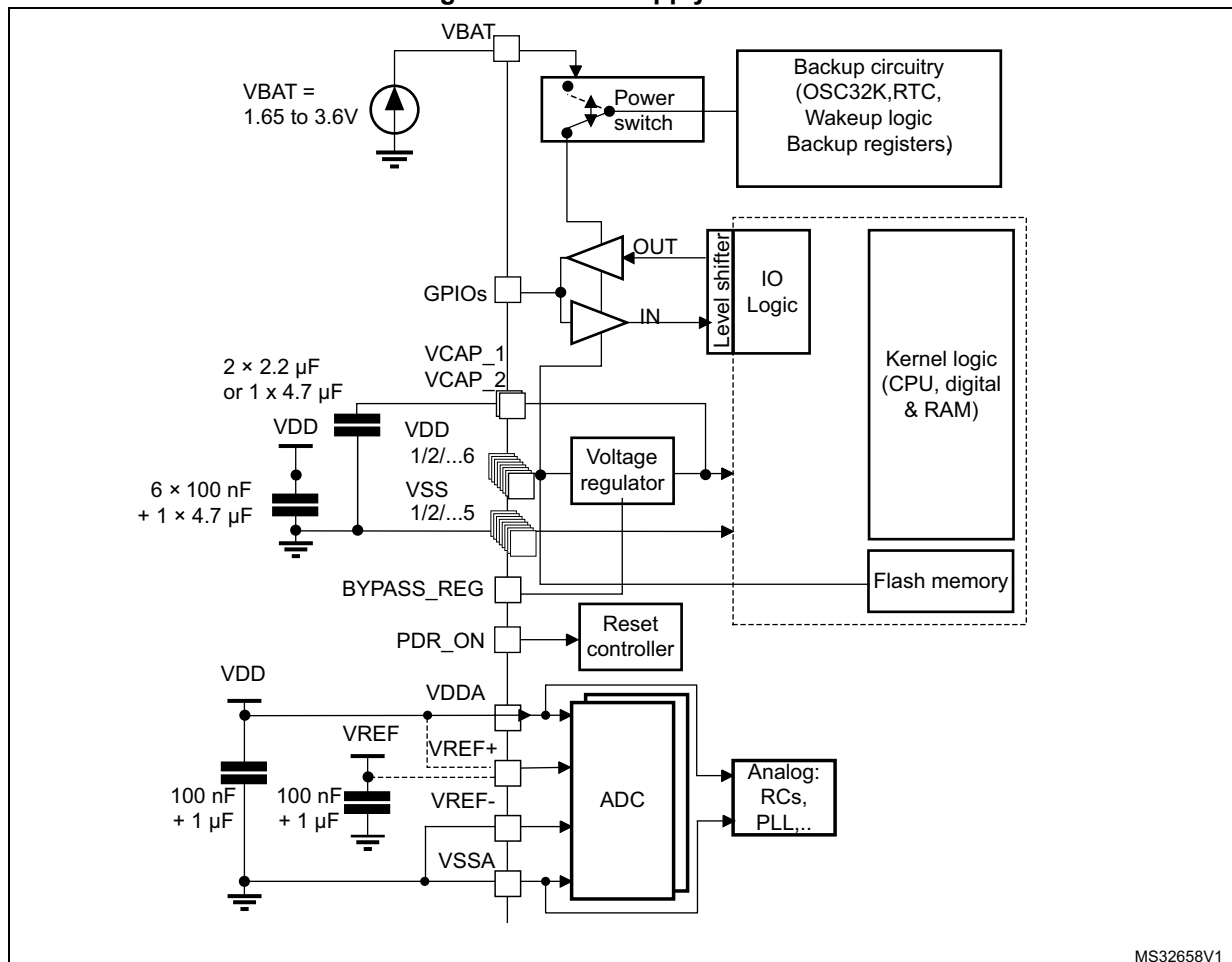 supply
VBAT
VBAT =
1.65 to 3.6V
Power
switch
Backup circuitry
(OSC32K,RTC,
Wakeup logic
Backup registers)
OUT
GPIOs
IN
Level shifter
IO
Logic
Kernel logic
(CPU, digital
& RAM)
VCAP_1
VCAP_2
2 × 2.2 μF
or 1 x 4.7 μF
VDD
VDD
1/2/...6
Voltage
regulator
VSS
1/2/...5
6 × 100 nF
+ 1 × 4.7 μF
Flash memory
BYPASS_REG
PDR_ON
Reset
controller
VDD
VDDA
VREF
VREF+
100 nF
+ 1 μF
100 nF
+ 1 μF
VREF-
ADC
Analog:
RCs,
PLL,..
VSSA
MS32658V1